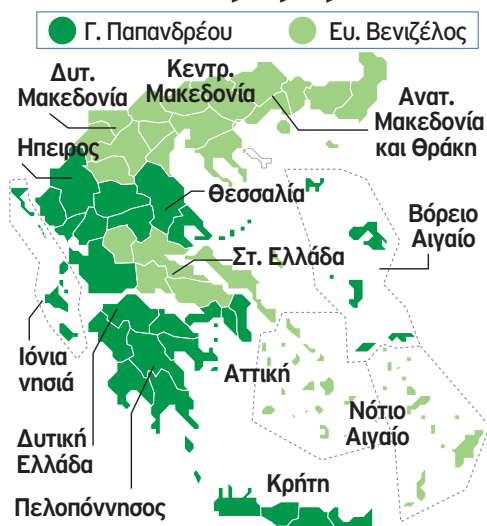 Γ. Παπανδρέου
Ευ. Βενιζέλος
Δυτ.
Μακεδονία
Κεντρ.
Μακεδονία
Ανατ.
Μακεδονία
και Θράκη
Ηπειρος
Θεσσαλία
Βόρειο
Αιγαίο
Στ. Ελλάδα
Ιόνια
νησιά
Αττική
Νότιο
Αιγαίο
Δυτική
Ελλάδα
Κρήτη
Πελοπόννησος